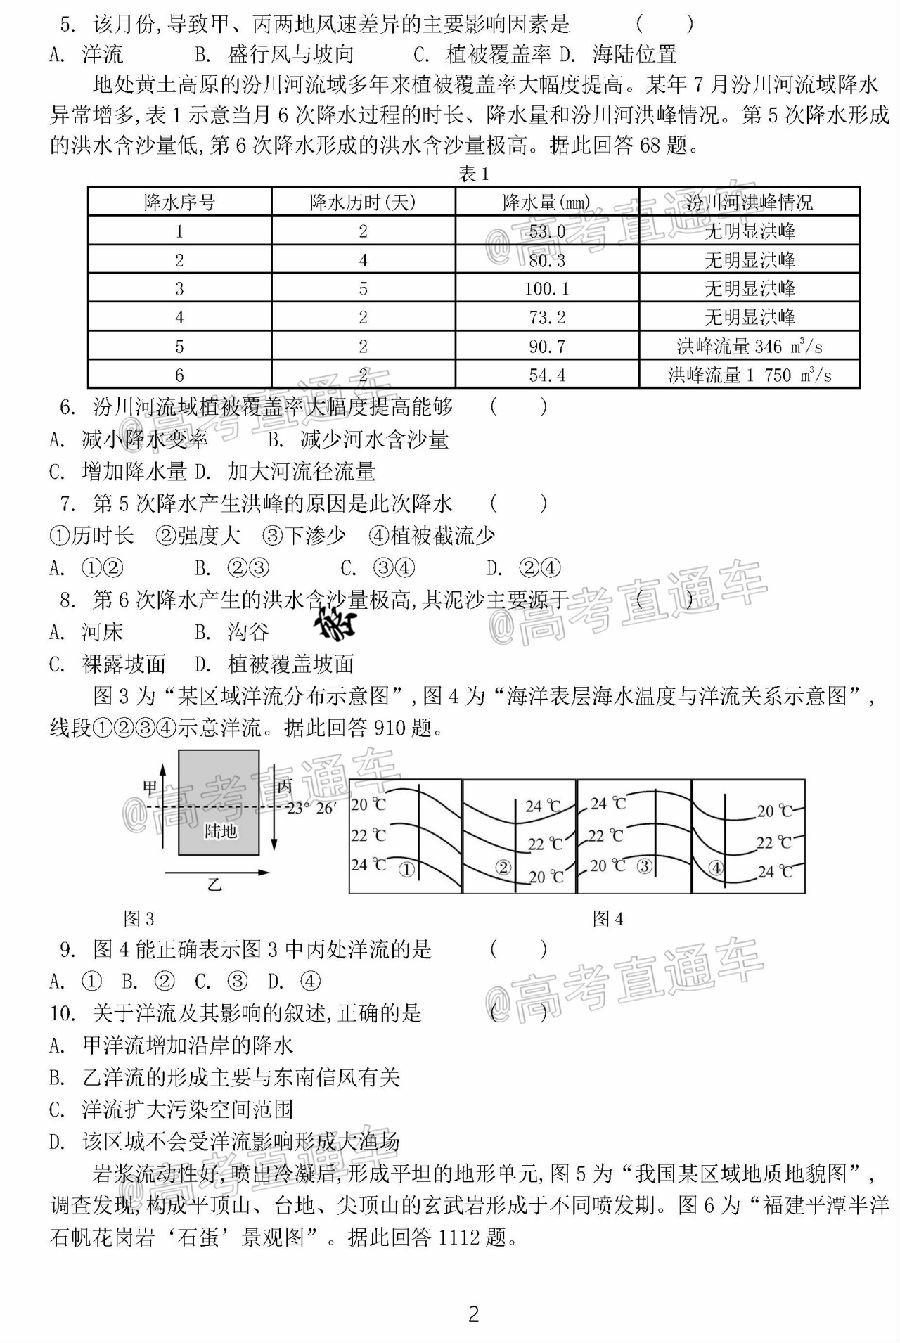 5. 该月份,导致甲、丙两地风速差异的主要影响因素是 ( )
A. 洋流 B. 盛行风与坡向 C. 植被覆盖率 D. 海陆位置
地处黄土高原的汾川河流域多年来植被覆盖率大幅度提高。某年 7 月汾川河流域降水
异常增多,表 1 示意当月 6 次降水过程的时长、降水量和汾川河洪峰情况。第 5 次降水形成
的洪水含沙量低,第 6 次降水形成的洪水含沙量极高。据此回答 68 题。
表 1
降水序号 降水历时(天) 降水量(mm) 汾川河洪峰情况
1 2 53.0 无明显洪峰
2 4 80.3 无明显洪峰
3 5 100.1 无明显洪峰
4 2 73.2 无明显洪峰
5 2 90.7 洪峰流量 346 m³/s
6 2 54.4 洪峰流量 1 750 m³/s
6. 汾川河流域植被覆盖率大幅度提高能够 ( )
A. 减小降水变率 B. 减少河水含沙量
C. 增加降水量 D. 加大河流径流量
7. 第 5 次降水产生洪峰的原因是此次降水 ( )
①历时长 ②强度大 ③下渗少 ④植被截流少
A. ①② B. ②③ C. ③④ D. ②④
8. 第 6 次降水产生的洪水含沙量极高,其泥沙主要源于 ( )
A. 河床 B. 沟谷
C. 裸露坡面 D. 植被覆盖坡面
图 3 为“某区域洋流分布示意图”,图 4 为“海洋表层海水温度与洋流关系示意图”,
线段①②③④示意洋流。据此回答 910 题。
甲 丙
23° 26′
陆地
乙
20 ℃ 24 ℃ 24 ℃ 20 ℃
22 ℃ 22 ℃ 22 ℃ 22 ℃
24 ℃ ① ② 20 ℃ 20 ℃ ③ ④ 24 ℃
图 3 图 4
9. 图 4 能正确表示图 3 中丙处洋流的是 ( )
A. ① B. ② C. ③ D. ④
10. 关于洋流及其影响的叙述,正确的是 ( )
A. 甲洋流增加沿岸的降水
B. 乙洋流的形成主要与东南信风有关
C. 洋流扩大污染空间范围
D. 该区城不会受洋流影响形成大渔场
岩浆流动性好,喷出冷凝后,形成平坦的地形单元,图 5 为“我国某区域地质地貌图”,
调查发现,构成平顶山、台地、尖顶山的玄武岩形成于不同喷发期。图 6 为“福建平潭半洋
石帆花岗岩‘石蛋’景观图”。据此回答 1112 题。
2
@高考直通车
@高考直通车
@高考直通车
@高考直通车
@高考直通车
@高考直通车